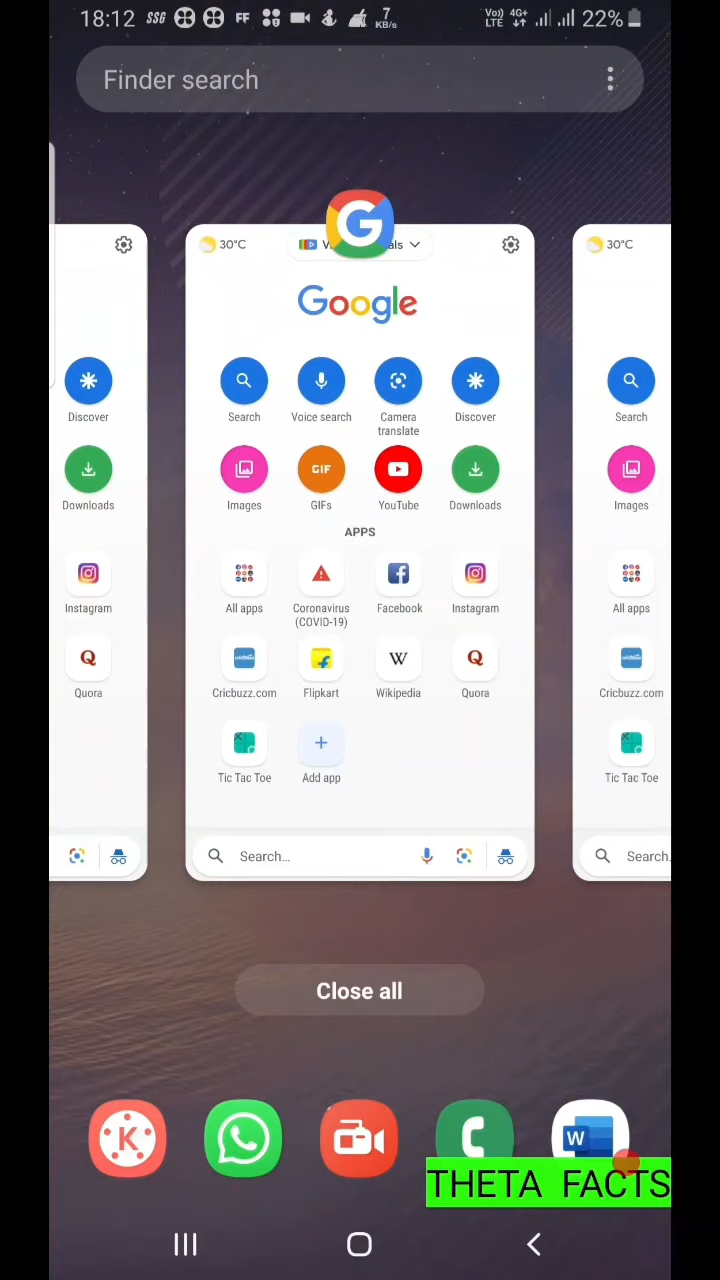 18:12 SSG FF 7 KB/s Vo)) LTE 4G+ 22%
Finder search
30°C
30°C
Google
Discover
Search
Voice search
Camera translate
Discover
Search
Downloads
Images
GIF
GIFs
YouTube
Downloads
Images
APPS
Instagram
All apps
Coronavirus (COVID-19)
Facebook
Instagram
All apps
Quora
Cricbuzz.com
Flipkart
Wikipedia
Quora
Cricbuzz.com
Tic Tac Toe
Add app
Tic Tac Toe
Search...
Search.
Close all
THETA FACTS